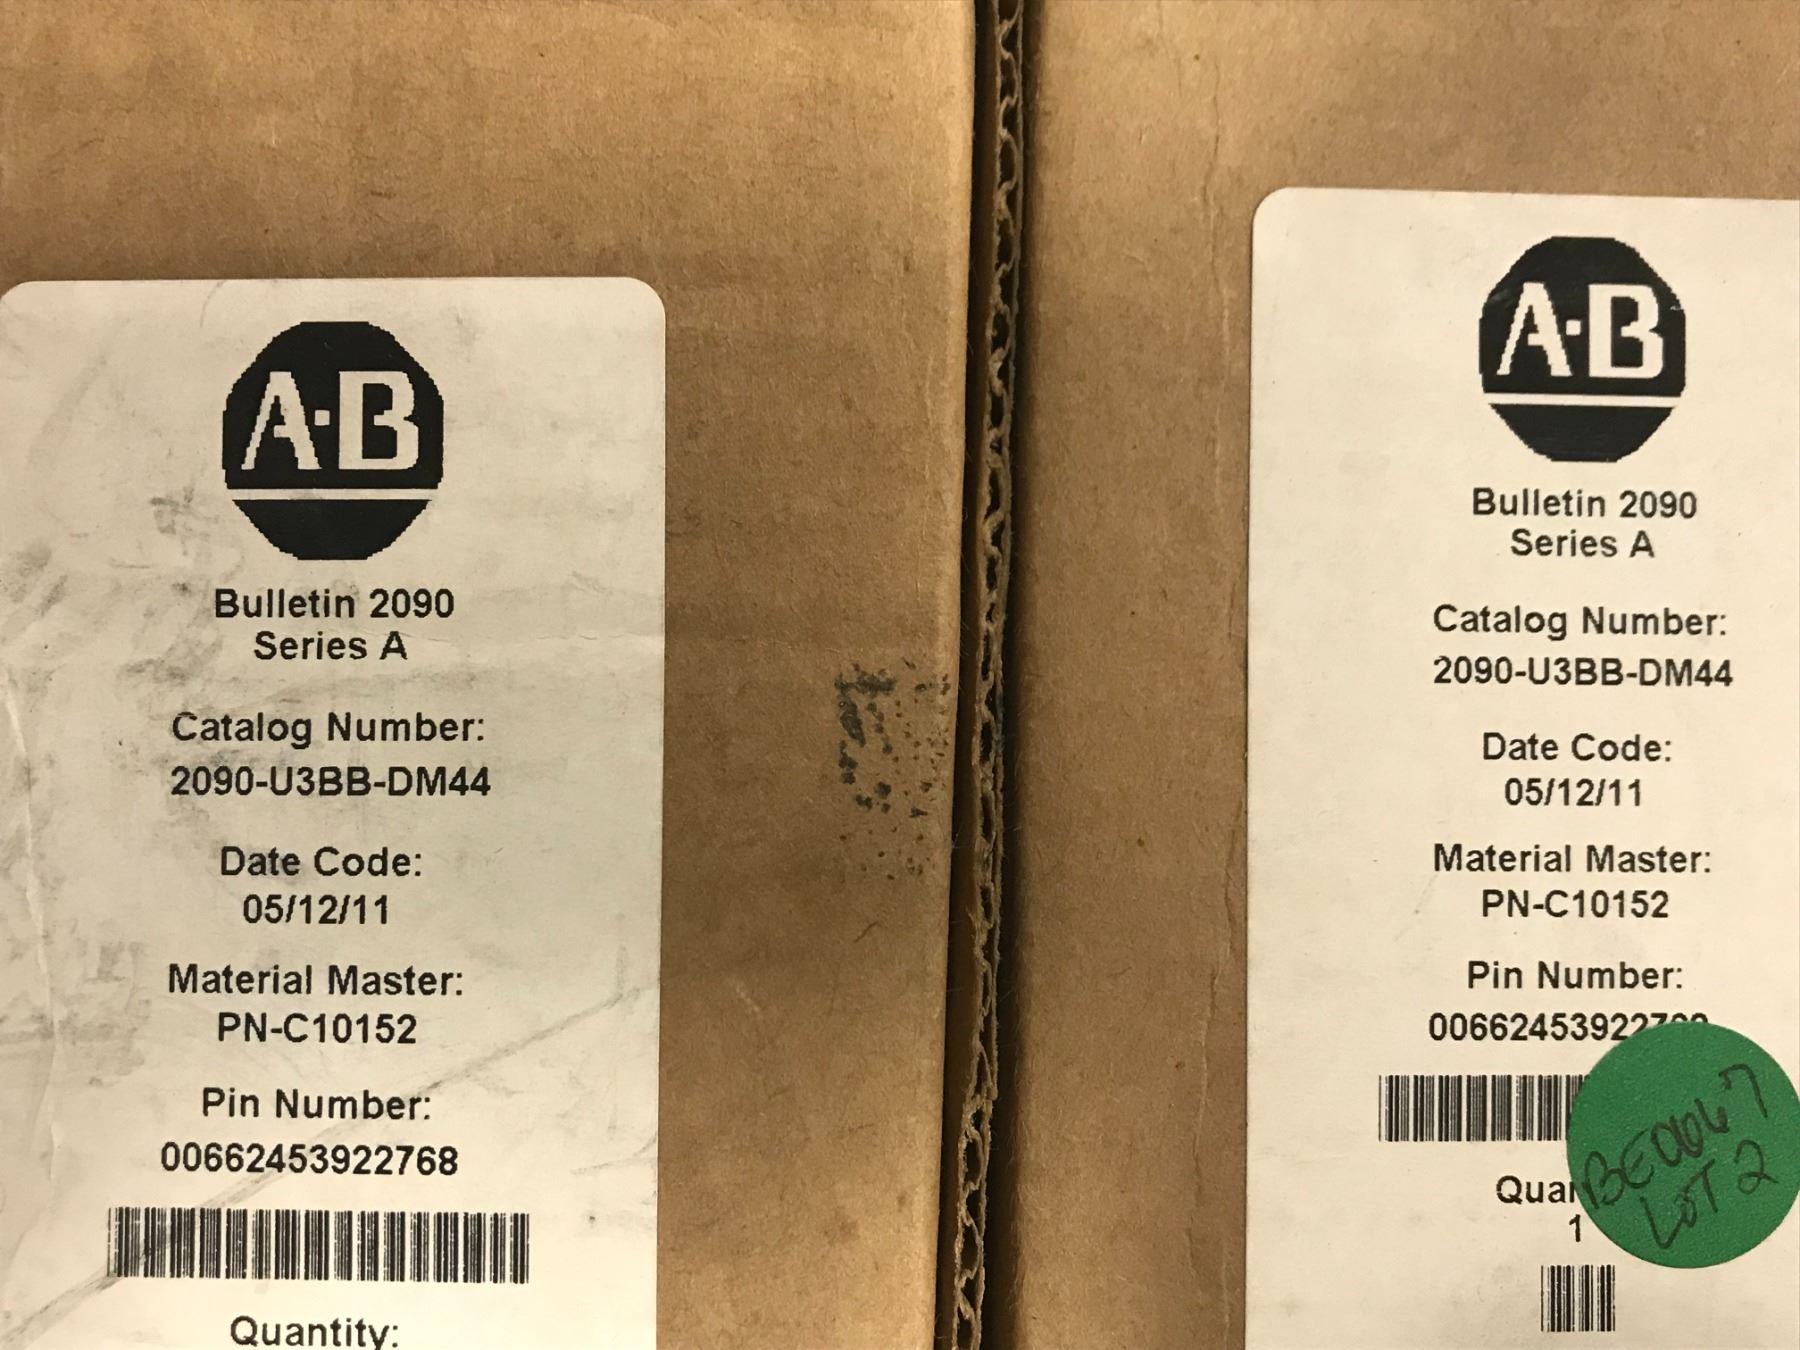 A·B
Bulletin 2090
Series A
Catalog Number:
2090-U3BB-DM44
Date Code:
05/12/11
Material Master:
PN-C10152
Pin Number:
00662453922768
Quantity:
A·B
Bulletin 2090
Series A
Catalog Number:
2090-U3BB-DM44
Date Code:
05/12/11
Material Master:
PN-C10152
Pin Number:
1
LOT 2